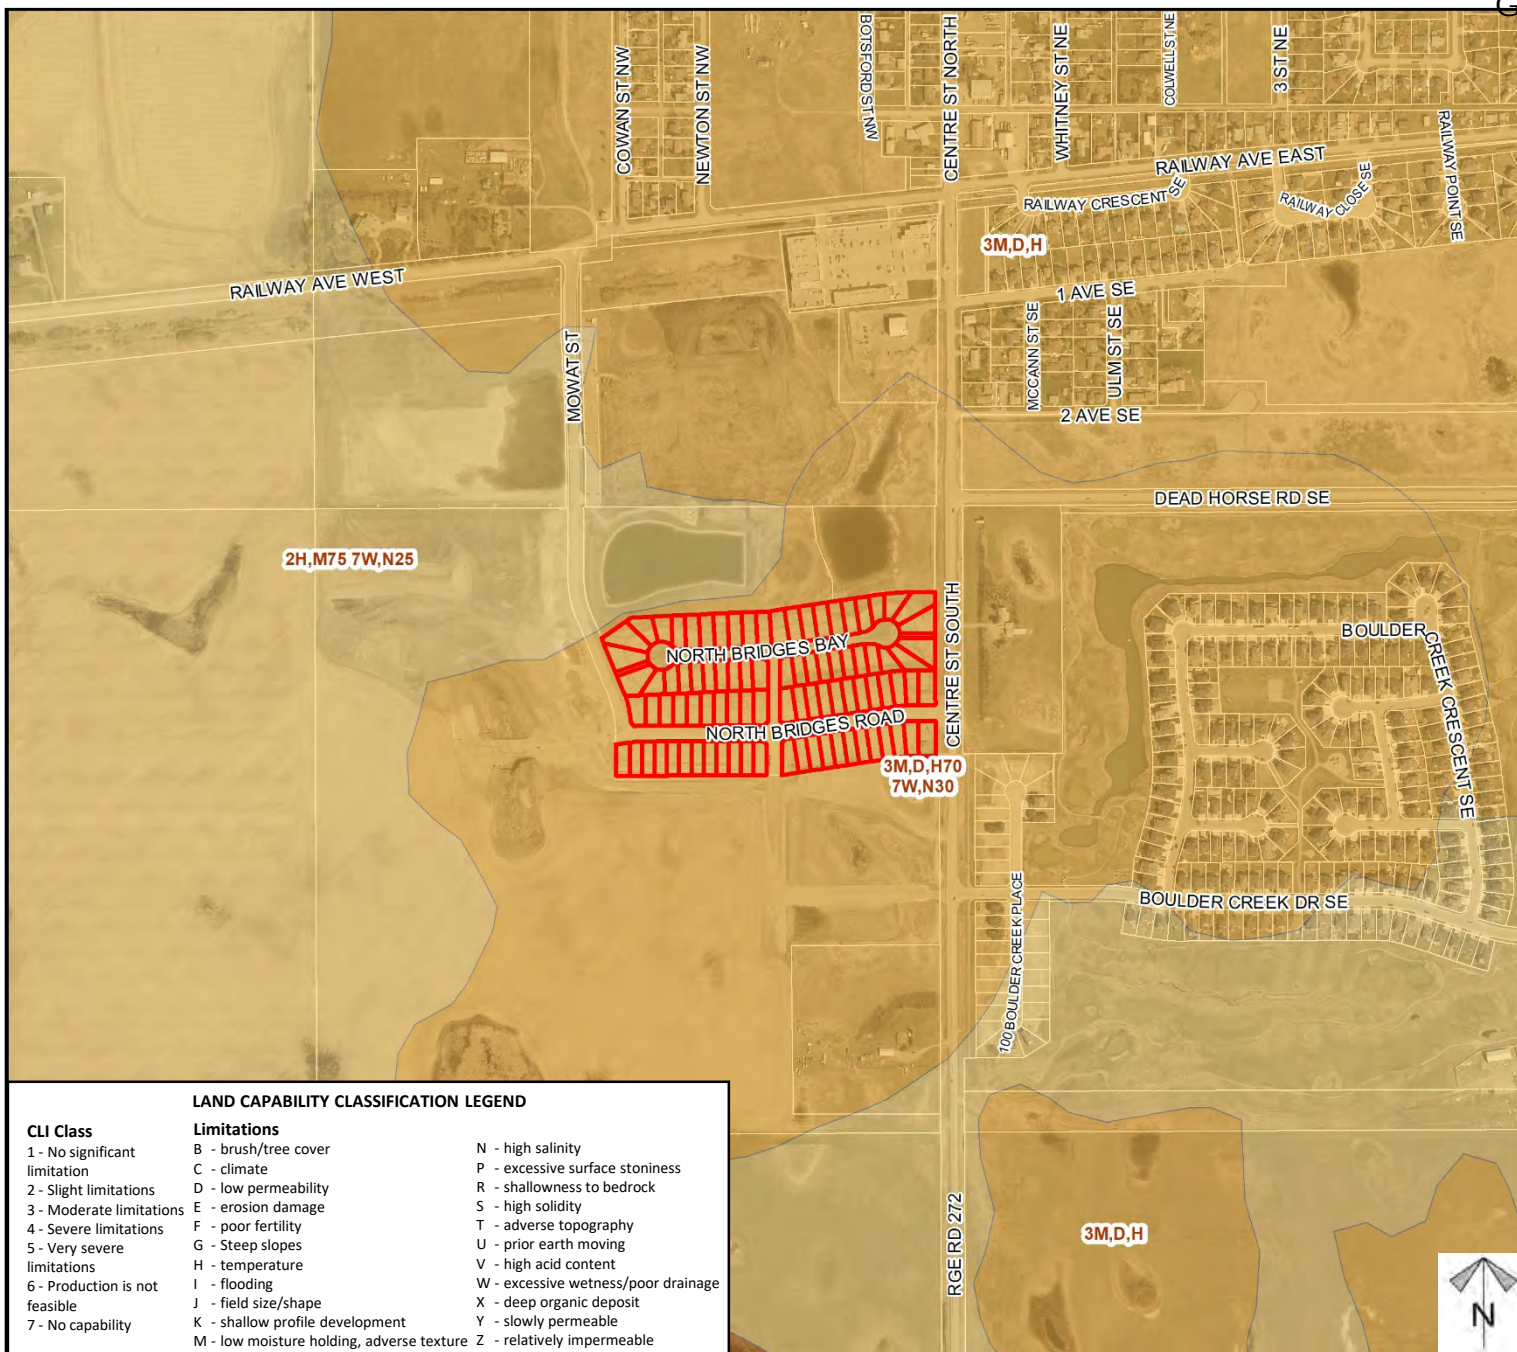 COWAN ST NW
NEWTON ST NW
BOTSFORD ST NW
CENTRE ST NORTH
WHITNEY ST NE
COLWELL ST NE
3 ST NE
RAILWAY AVE EAST
RAILWAY POINT SE
RAILWAY CRESCENT SE
RAILWAY CLOSE SE
3M,D,H
RAILWAY AVE WEST
1 AVE SE
MOWAT ST
MCCANN ST SE
ULM ST SE
2 AVE SE
DEAD HORSE RD SE
2H,M75 7W,N25
CENTRE ST SOUTH
NORTH BRIDGES BAY
BOULDER
CREEK CRESCENT SE
NORTH BRIDGES ROAD
3M,D,H70
7W,N30
100 BOULDER CREEK PLACE
BOULDER CREEK DR SE
RGE RD 272
3M,D,H
N
LAND CAPABILITY CLASSIFICATION LEGEND
CLI Class
1 - No significant
limitation
2 - Slight limitations
3 - Moderate limitations
4 - Severe limitations
5 - Very severe
limitations
6 - Production is not
feasible
7 - No capability
Limitations
B - brush/tree cover
C - climate
D - low permeability
E - erosion damage
F - poor fertility
G - Steep slopes
H - temperature
I - flooding
J - field size/shape
K - shallow profile development
M - low moisture holding, adverse texture
N - high salinity
P - excessive surface stoniness
R - shallowness to bedrock
S - high solidity
T - adverse topography
U - prior earth moving
V - high acid content
W - excessive wetness/poor drainage
X - deep organic deposit
Y - slowly permeable
Z - relatively impermeable